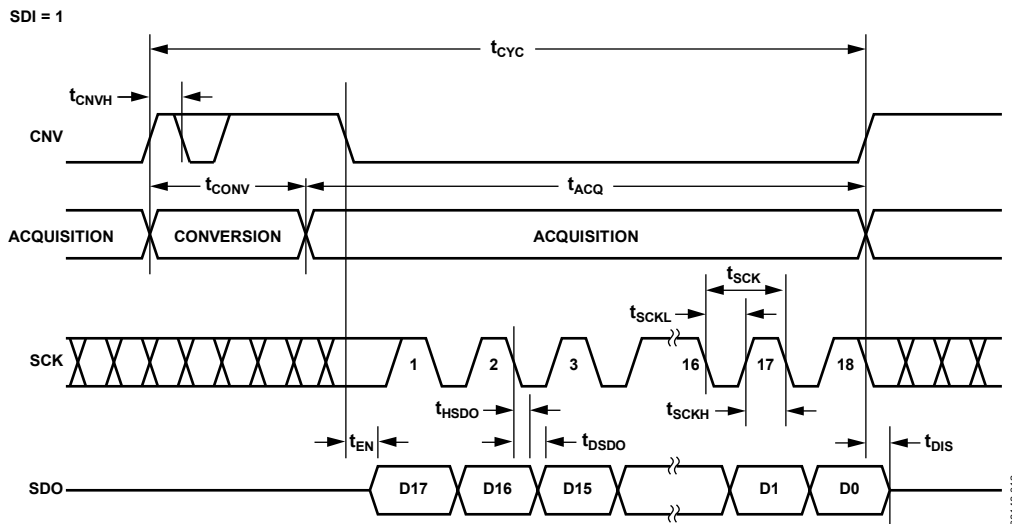 SDI = 1
tCYC
tCNVH
CNV
tCONV
tACQ
ACQUISITION
CONVERSION
ACQUISITION
tSCK
tSCKL
SCK
1
2
3
16
17
18
tHSDO
tSCKH
tEN
tDSDO
tDIS
SDO
D17
D16
D15
D1
D0